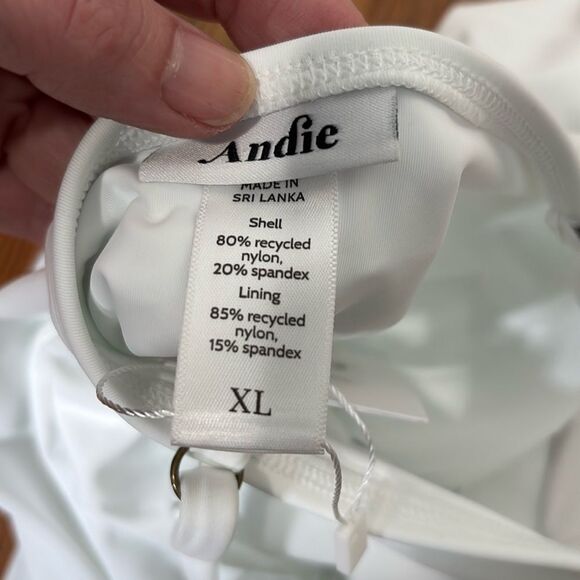 Andie
MADE IN
SRI LANKA
Shell
80% recycled
nylon,
20% spandex
Lining
85% recycled
nylon,
15% spandex
XL